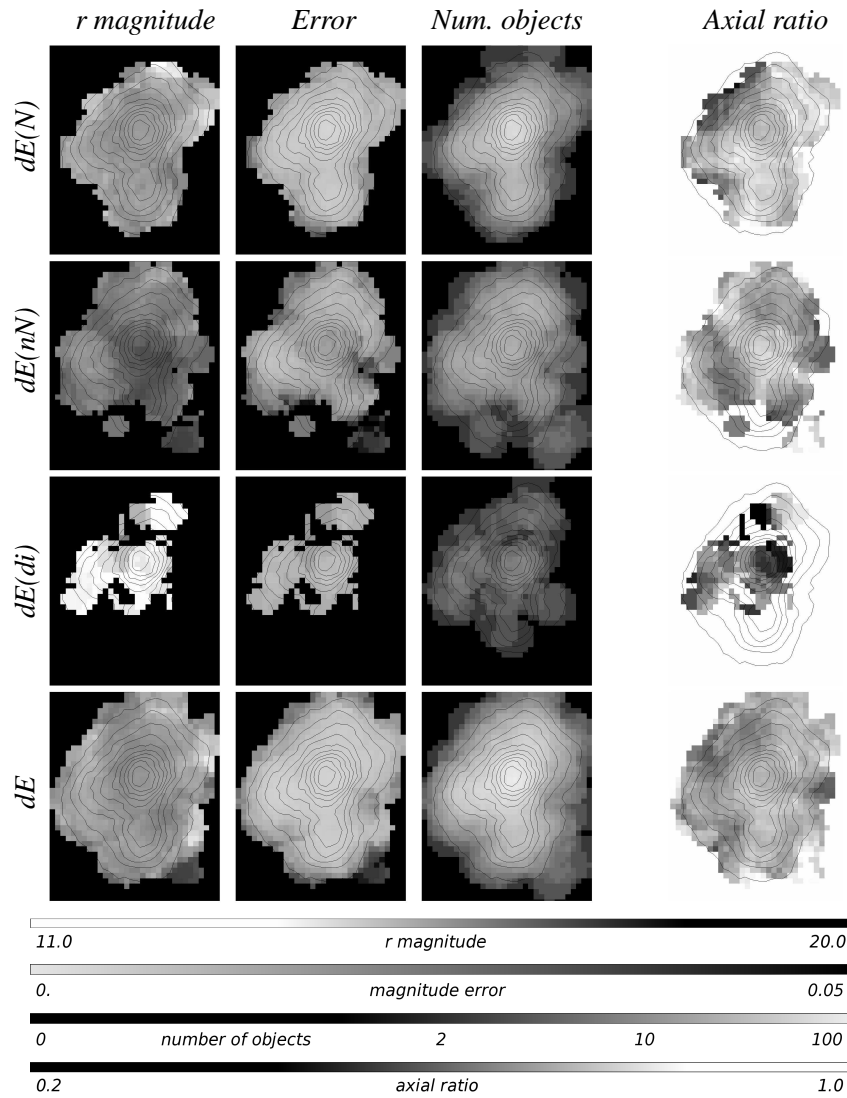 r magnitude Error Num. objects Axial ratio
dE(N)
dE(nN)
dE(di)
dE
11.0 r magnitude 20.0
0. magnitude error 0.05
0 number of objects 2 10 100
0.2 axial ratio 1.0